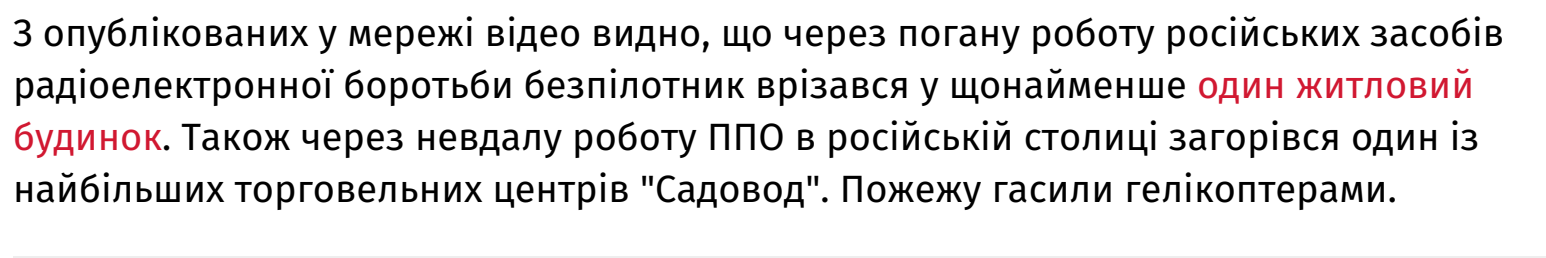 З опублікованих у мережі відео видно, що через погану роботу російських засобів
радіоелектронної боротьби безпілотник врізався у щонайменше один житловий
будинок. Також через невдалу роботу ППО в російській столиці загорівся один із
найбільших торговельних центрів "Садовод". Пожежу гасили гелікоптерами.